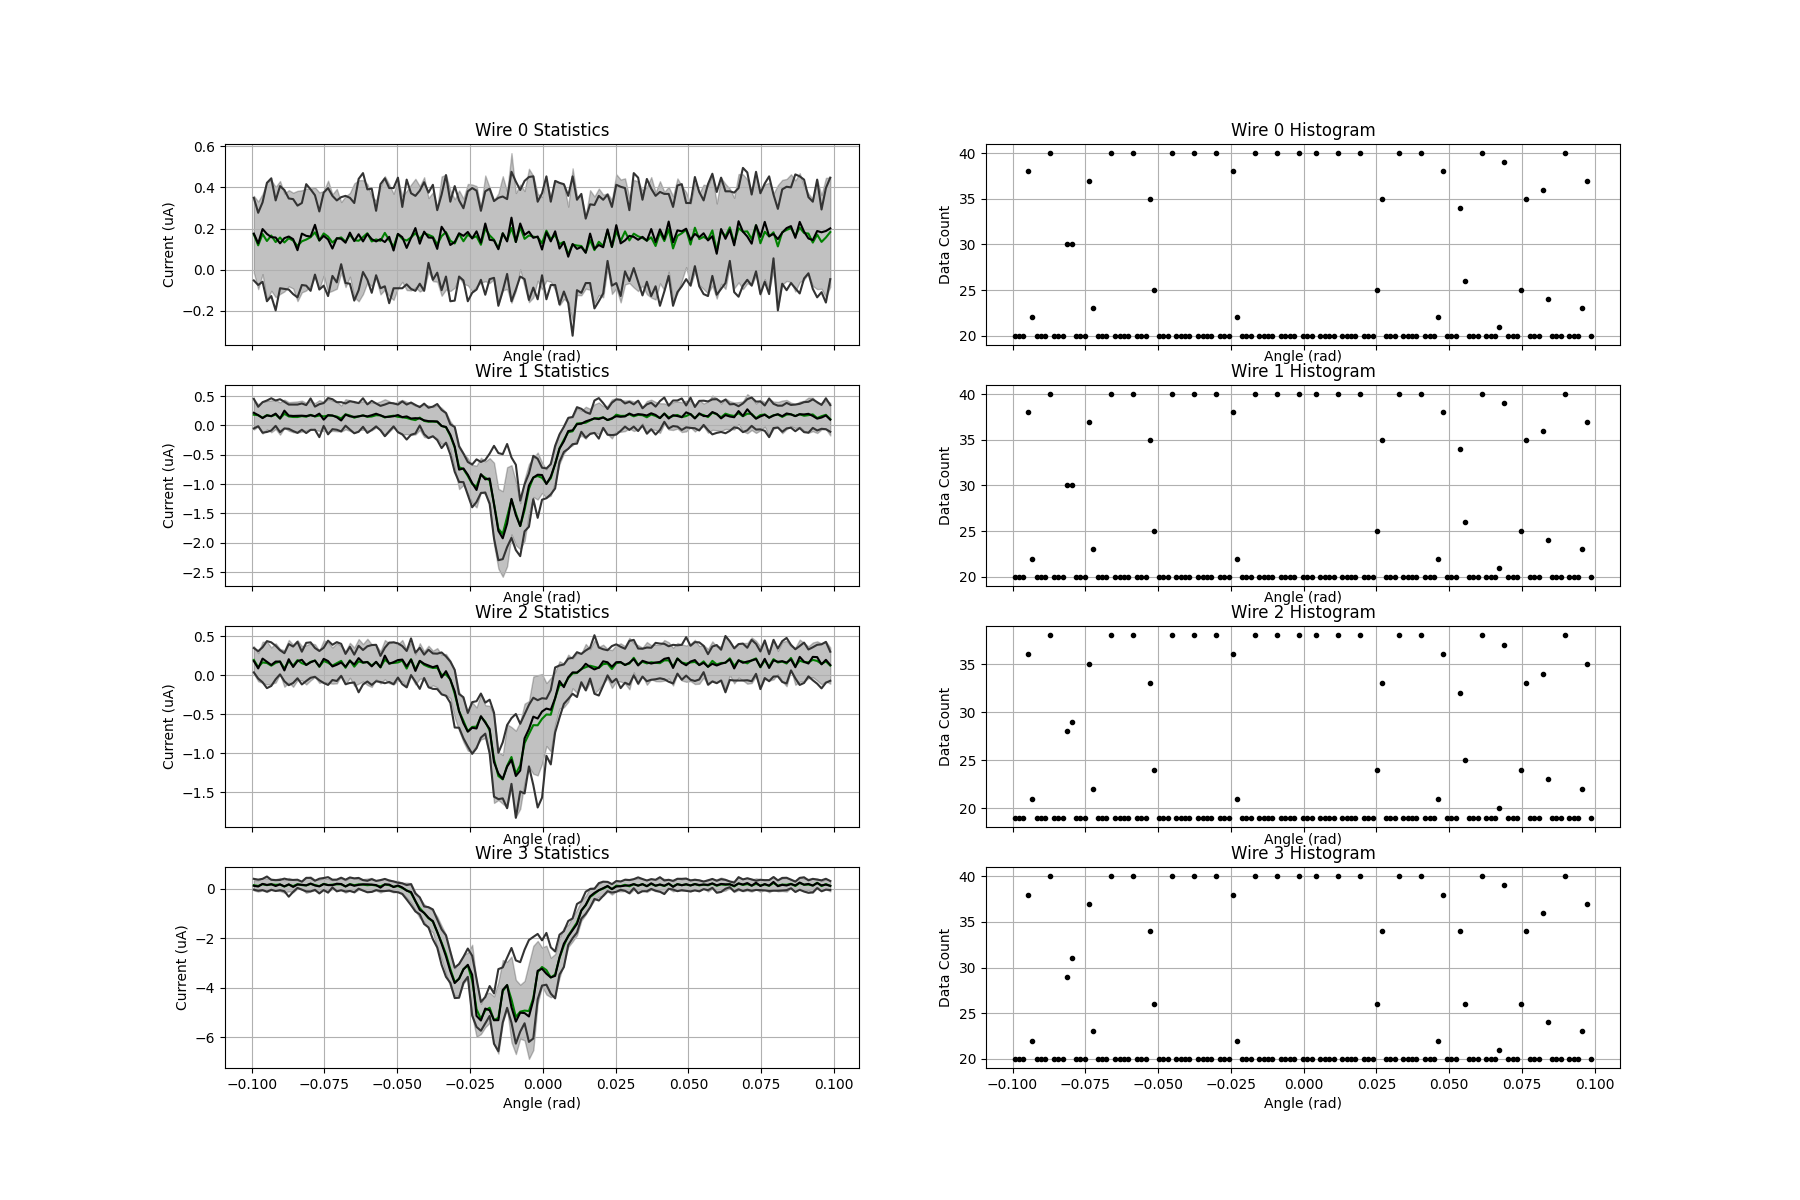 Wire 0 Statistics
Current (uA)
0.6
0.4
0.2
0.0
−0.2
Angle (rad)
Wire 0 Histogram
Data Count
40
35
30
25
20
Angle (rad)
Wire 1 Statistics
Current (uA)
0.5
0.0
−0.5
−1.0
−1.5
−2.0
−2.5
Angle (rad)
Wire 1 Histogram
Data Count
40
35
30
25
20
Angle (rad)
Wire 2 Statistics
Current (uA)
0.5
0.0
−0.5
−1.0
−1.5
Angle (rad)
Wire 2 Histogram
Data Count
35
30
25
20
Angle (rad)
Wire 3 Statistics
Current (uA)
0
−2
−4
−6
−0.100 −0.075 −0.050 −0.025 0.000 0.025 0.050 0.075 0.100
Angle (rad)
Wire 3 Histogram
Data Count
40
35
30
25
20
−0.100 −0.075 −0.050 −0.025 0.000 0.025 0.050 0.075 0.100
Angle (rad)